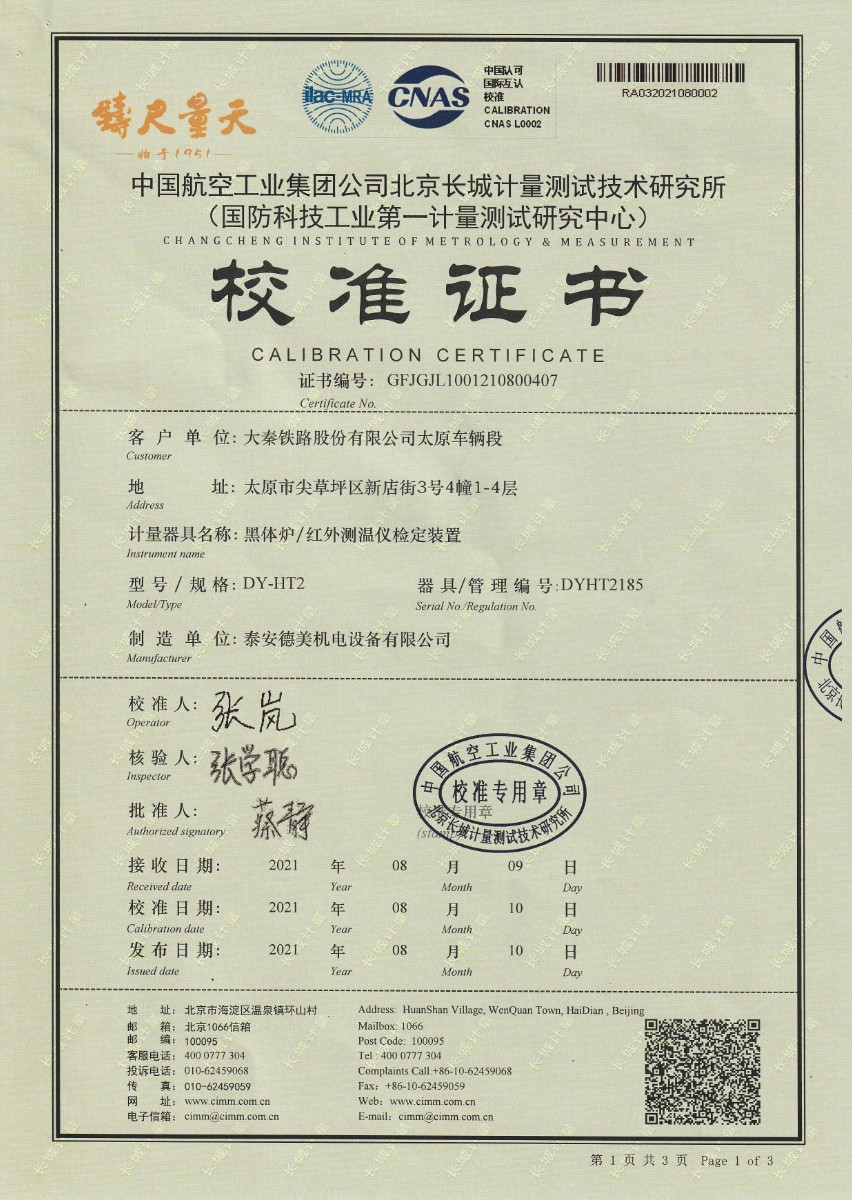 鑄尺量天
始于1951
ilac-MRA
CNAS
中国认可
国际互认
校准
CALIBRATION
CNAS L0002
RA032021080002
中国航空工业集团公司北京长城计量测试技术研究所
（国防科技工业第一计量测试研究中心）
CHANGCHENG INSTITUTE OF METROLOGY & MEASUREMENT
校准证书
CALIBRATION CERTIFICATE
证书编号： GFJGJL1001210800407
Certificate No.
客 户 单 位: 大秦铁路股份有限公司太原车辆段
Customer
地 址: 太原市尖草坪区新店街3号4幢1-4层
Address
计量器具名称: 黑体炉/红外测温仪检定装置
Instrument name
型 号 / 规 格: DY-HT2 器 具/管 理 编 号:DYHT2185
Model/Type Serial No./Regulation No.
制 造 单 位: 泰安德美机电设备有限公司
Manufacturer
校 准 人: 张岚
Operator
核 验 人: 张学聪
Inspector
批 准 人: 蔡静
Authorized signatory
中国航空工业集团公司
校准专用章
北京长城计量测试技术研究所
校准专用章
(stamp)
接 收 日 期: 2021 年 08 月 09 日
Received date Year Month Day
校 准 日 期: 2021 年 08 月 10 日
Calibration date Year Month Day
发 布 日 期: 2021 年 08 月 10 日
Issued date Year Month Day
地 址: 北京市海淀区温泉镇环山村 Address: HuanShan Village, WenQuan Town, HaiDian , Beijing
邮 箱: 北京1066信箱 Mailbox: 1066
邮 编: 100095 Post Code: 100095
客服电话: 400 0777 304 Tel : 400 0777 304
投诉电话: 010-62459068 Complaints Call:+86-10-62459068
传 真: 010-62459059 Fax: +86-10-62459059
网 址: www.cimm.com.cn Web: www.cimm.com.cn
电子信箱: cimm@cimm.com.cn E-mail: cimm@cimm.com.cn
第 1 页 共 3 页 Page 1 of 3
长城计量